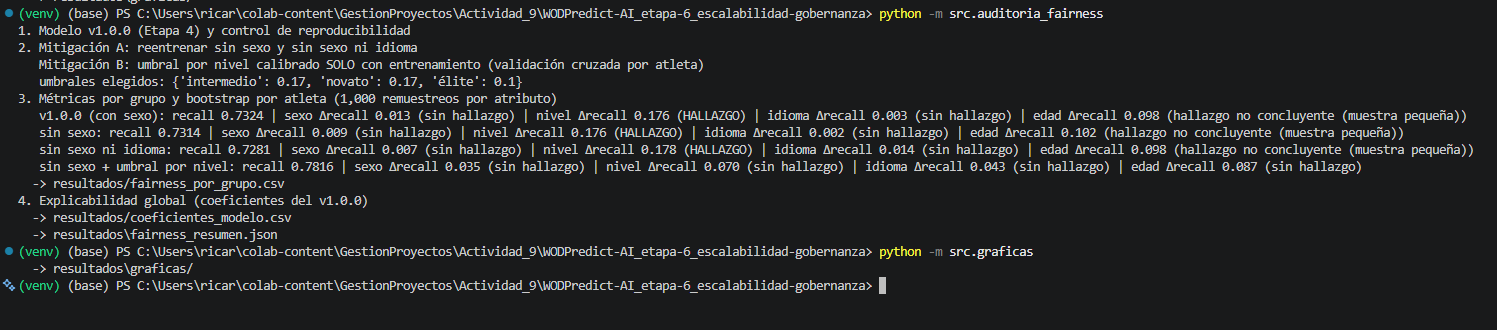 (venv) (base) PS C:\Users\ricar\colab-content\GestionProyectos\Actividad_9\WODPredict-AI_etapa-6_escalabilidad-gobernanza> python -m src.auditoria_fairness
1. Modelo v1.0.0 (Etapa 4) y control de reproducibilidad
2. Mitigación A: reentrenar sin sexo y sin sexo ni idioma
Mitigación B: umbral por nivel calibrado SOLO con entrenamiento (validación cruzada por atleta)
umbrales elegidos: {'intermedio': 0.17, 'novato': 0.17, 'élite': 0.1}
3. Métricas por grupo y bootstrap por atleta (1,000 remuestreos por atributo)
v1.0.0 (con sexo): recall 0.7324 | sexo Δrecall 0.013 (sin hallazgo) | nivel Δrecall 0.176 (HALLAZGO) | idioma Δrecall 0.003 (sin hallazgo) | edad Δrecall 0.098 (hallazgo no concluyente (muestra pequeña))
sin sexo: recall 0.7314 | sexo Δrecall 0.009 (sin hallazgo) | nivel Δrecall 0.176 (HALLAZGO) | idioma Δrecall 0.002 (sin hallazgo) | edad Δrecall 0.102 (hallazgo no concluyente (muestra pequeña))
sin sexo ni idioma: recall 0.7281 | sexo Δrecall 0.007 (sin hallazgo) | nivel Δrecall 0.178 (HALLAZGO) | idioma Δrecall 0.014 (sin hallazgo) | edad Δrecall 0.098 (hallazgo no concluyente (muestra pequeña))
sin sexo + umbral por nivel: recall 0.7816 | sexo Δrecall 0.035 (sin hallazgo) | nivel Δrecall 0.070 (sin hallazgo) | idioma Δrecall 0.043 (sin hallazgo) | edad Δrecall 0.087 (sin hallazgo)
-> resultados/fairness_por_grupo.csv
4. Explicabilidad global (coeficientes del v1.0.0)
-> resultados/coeficientes_modelo.csv
-> resultados\fairness_resumen.json
(venv) (base) PS C:\Users\ricar\colab-content\GestionProyectos\Actividad_9\WODPredict-AI_etapa-6_escalabilidad-gobernanza> python -m src.graficas
-> resultados\graficas/
(venv) (base) PS C:\Users\ricar\colab-content\GestionProyectos\Actividad_9\WODPredict-AI_etapa-6_escalabilidad-gobernanza>